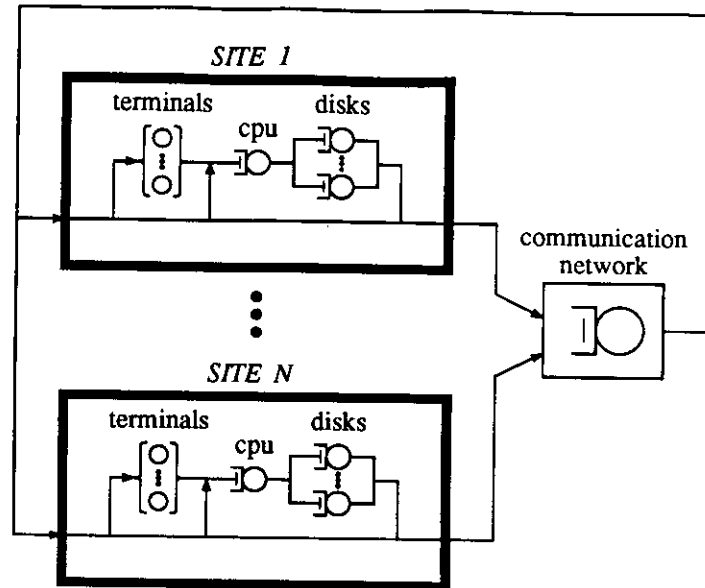 SITE 1
terminals
cpu
disks
communication
network
SITE N
terminals
cpu
disks